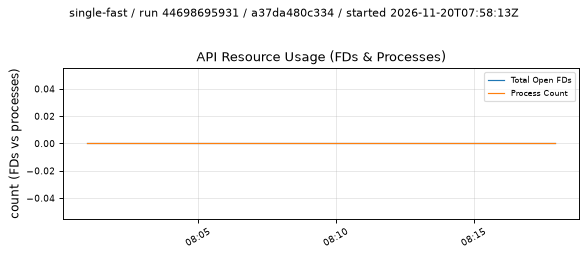 single-fast / run 44698695931 / a37da480c334 / started 2026-11-20T07:58:13Z
API Resource Usage (FDs & Processes)
count (FDs vs processes)
0.04
0.02
0.00
−0.02
−0.04
Total Open FDs
Process Count
08:05
08:10
08:15